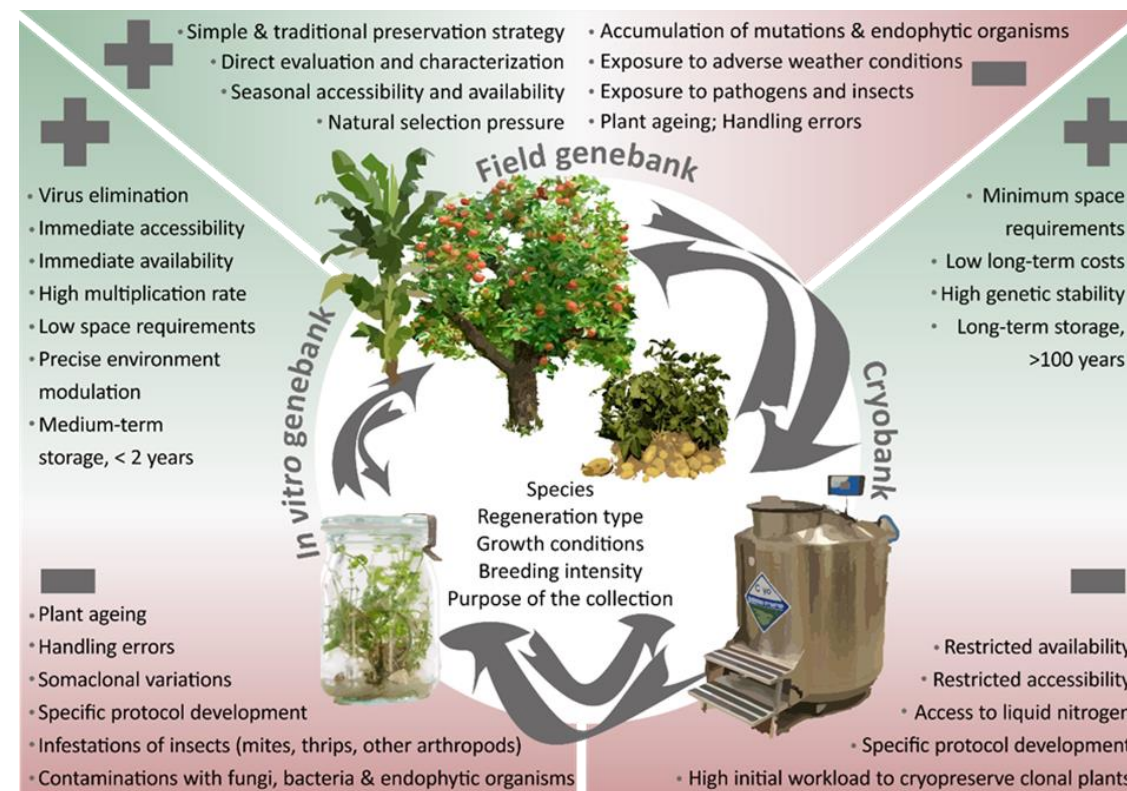 • Simple & traditional preservation strategy
• Direct evaluation and characterization
• Seasonal accessibility and availability
• Natural selection pressure
• Accumulation of mutations & endophytic organisms
• Exposure to adverse weather conditions
• Exposure to pathogens and insects
• Plant ageing; Handling errors
Field genebank
• Virus elimination
• Immediate accessibility
• Immediate availability
• High multiplication rate
• Low space requirements
• Precise environment
modulation
• Medium-term
storage, < 2 years
In vitro genebank
• Minimum space
requirements
• Low long-term costs
• High genetic stability
• Long-term storage,
>100 years
Cryobank
Species
Regeneration type
Growth conditions
Breeding intensity
Purpose of the collection
• Plant ageing
• Handling errors
• Somaclonal variations
• Specific protocol development
• Infestations of insects (mites, thrips, other arthropods)
• Contaminations with fungi, bacteria & endophytic organisms
• Restricted availability
• Restricted accessibility
• Access to liquid nitrogen
• Specific protocol development
• High initial workload to cryopreserve clonal plants